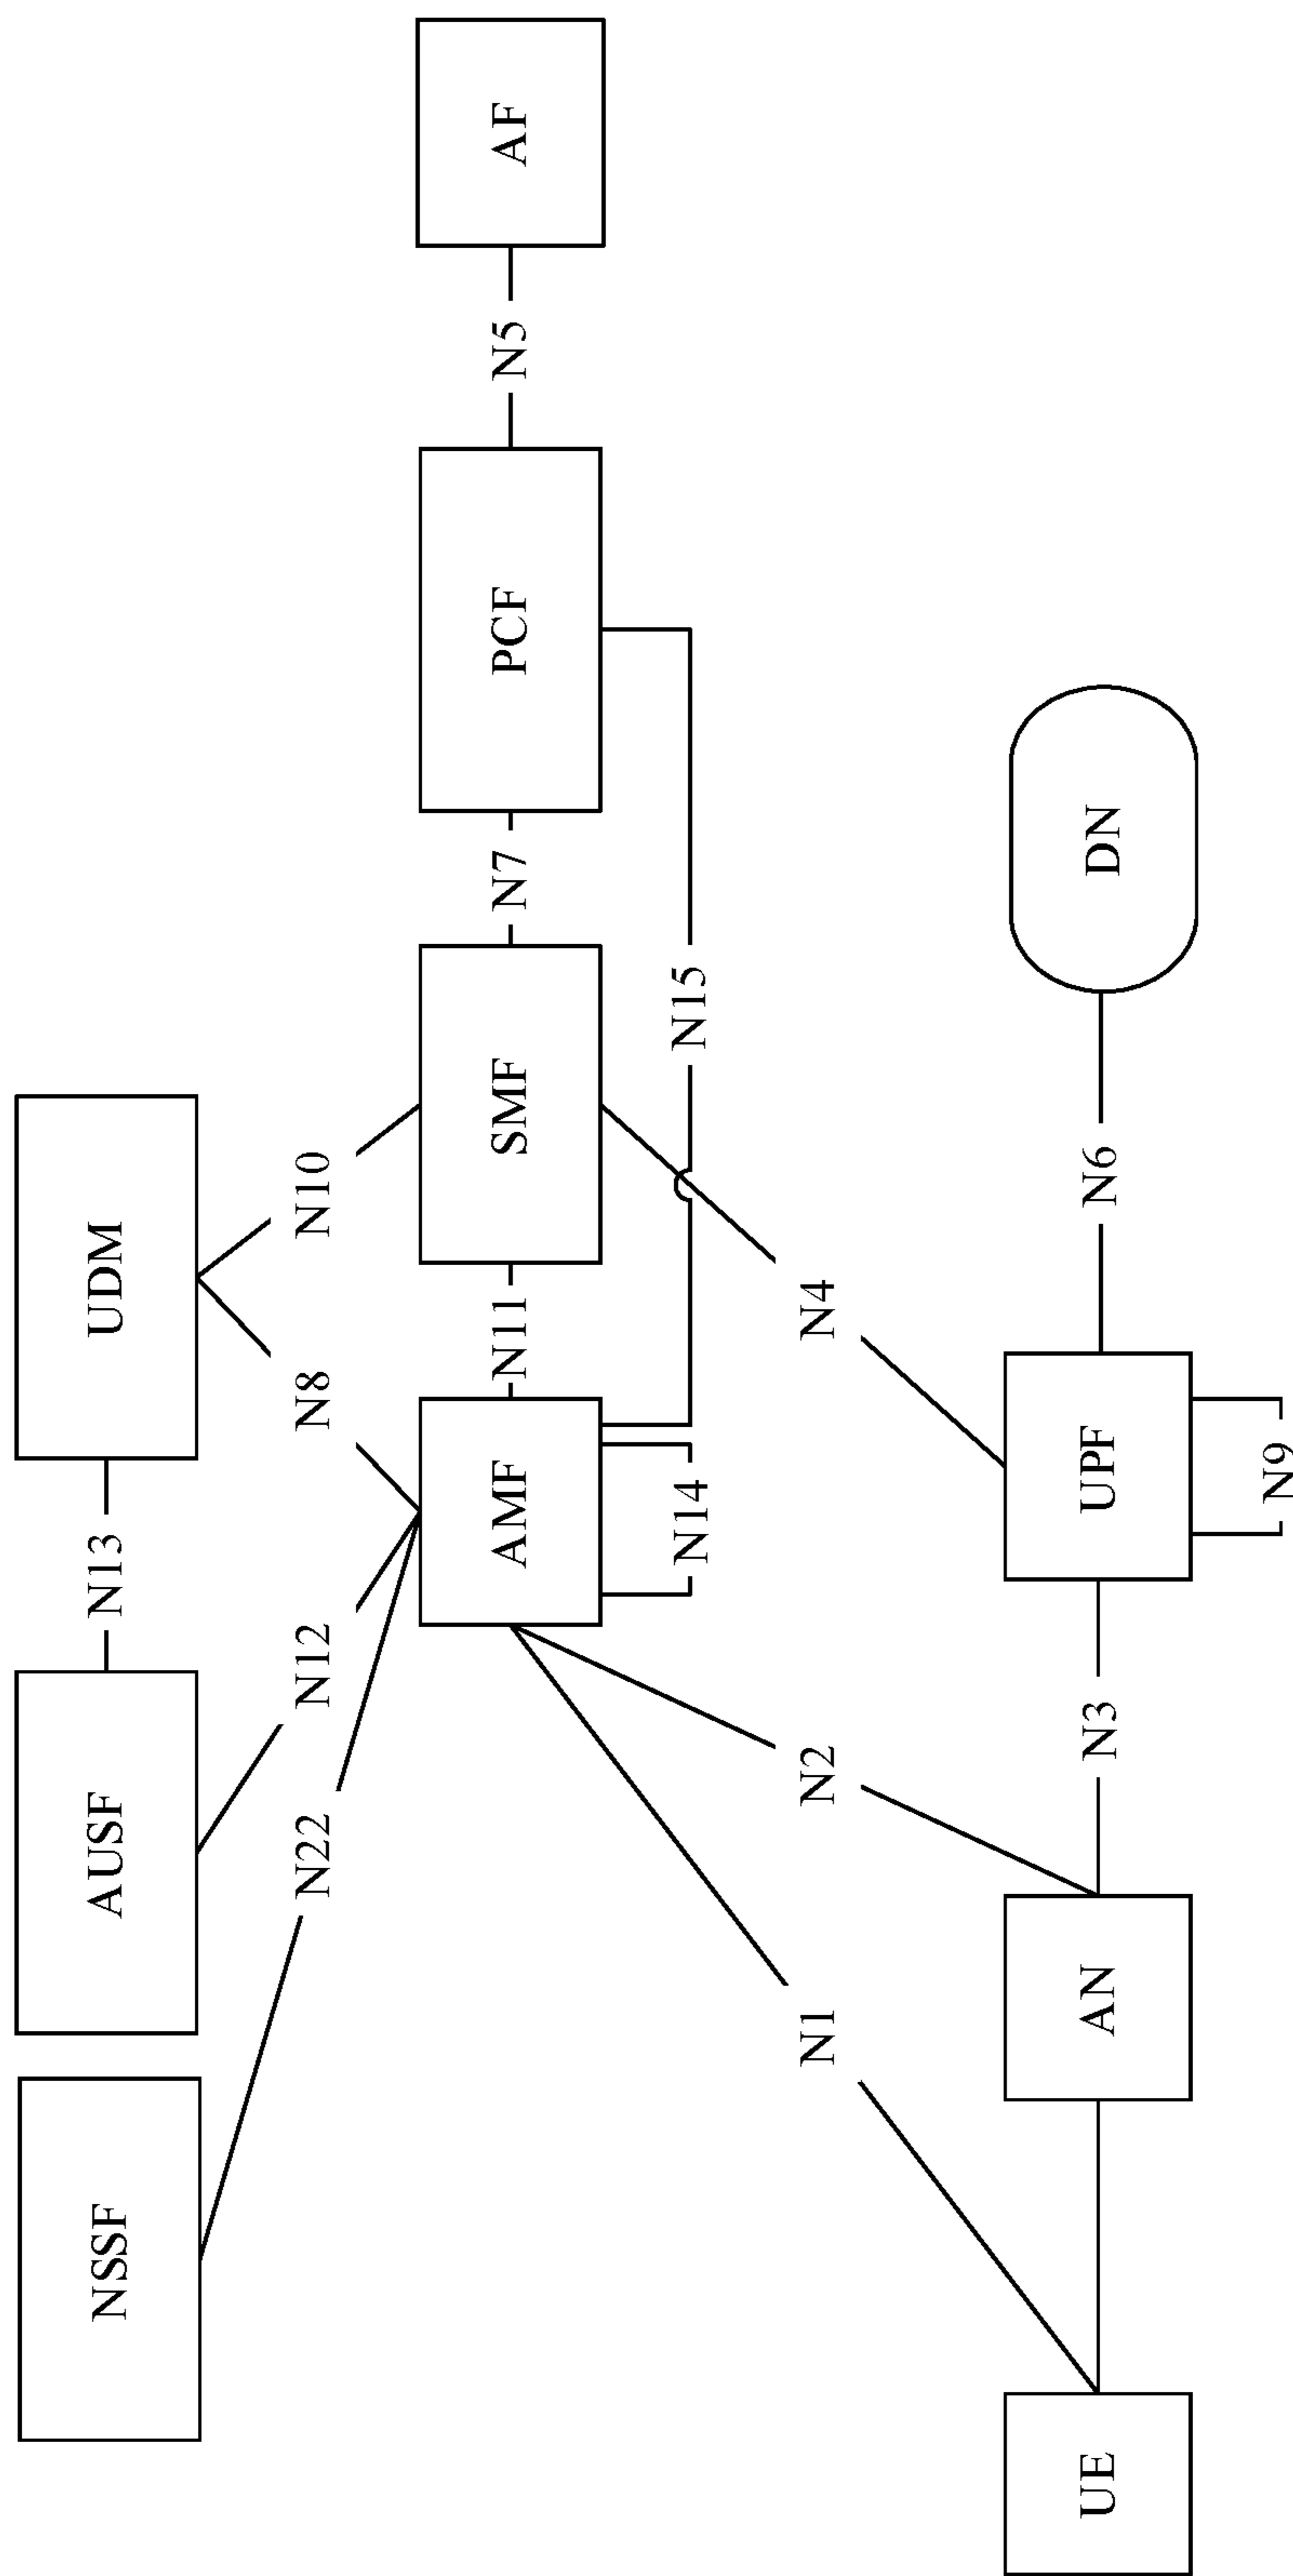 NSSF
AUSF
N13
UDM
N22
N12
N8
N10
AMF
N11
SMF
N7
PCF
N5
AF
N14
N15
N1
N2
N4
UE
AN
N3
UPF
N6
DN
N9